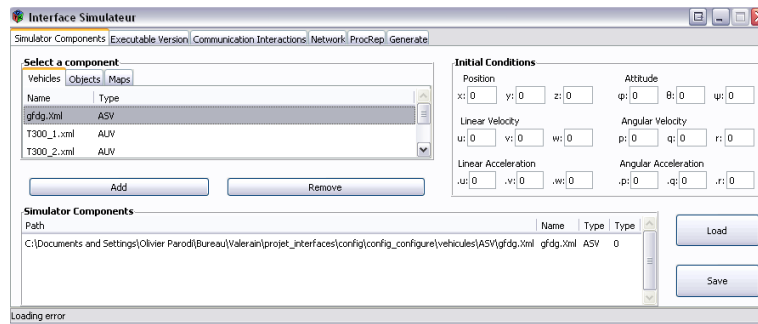 Interface Simulateur
Simulator Components Executable Version Communication Interactions Network ProcRep Generate
Select a component
Vehicles Objects Maps
Name Type
gfdg.Xml ASV
T300_1.xml AUV
T300_2.xml AUV
Add Remove
Initial Conditions
Position Attitude
x: 0 y: 0 z: 0 φ: 0 θ: 0 ψ: 0
Linear Velocity Angular Velocity
u: 0 v: 0 w: 0 p: 0 q: 0 r: 0
Linear Acceleration Angular Acceleration
.u: 0 .v: 0 .w: 0 .p: 0 .q: 0 .r: 0
Simulator Components
Path Name Type Type
C:\Documents and Settings\Olivier Parodi\Bureau\Valerain\projet_interfaces\config\config_configure\vehicules\ASV\gfdg.Xml gfdg.Xml ASV 0
Load
Save
Loading error